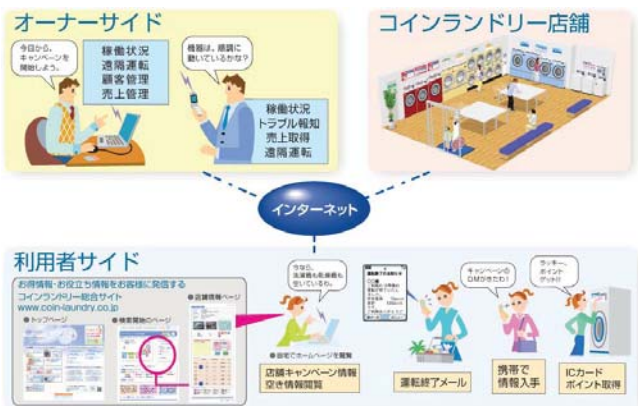 オーナーサイド
今日から、
キャンペーンを
開始しよう。
稼働状況
遠隔運転
顧客管理
売上管理
機器は、順調に
動いているかな?
稼働状況
トラブル報知
売上取得
遠隔運転
コインランドリー店舗
インターネット
利用者サイド
お得情報・お役立ち情報をお客様に発信する
コインランドリー総合サイト
www.coin-laundry.co.jp
●トップページ
●検索開始のページ
●店舗情報ページ
今なら、
洗濯機も乾燥機も
空いているわ。
●自宅でホームページを閲覧
店舗キャンペーン情報
空き情報閲覧
運転終了メール
キャンペーンの
DMがきたわ!
携帯で
情報入手
ラッキー、
ポイント
ゲット!!
ICカード
ポイント取得